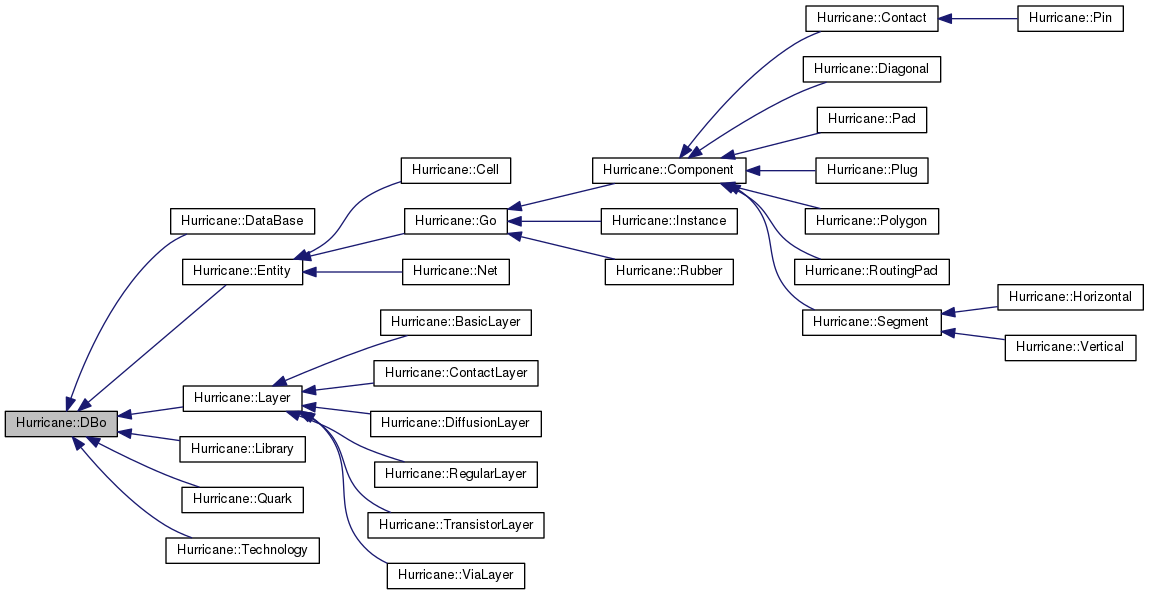 Hurricane::Contact
Hurricane::Pin
Hurricane::Diagonal
Hurricane::Pad
Hurricane::Cell
Hurricane::Component
Hurricane::Plug
Hurricane::DataBase
Hurricane::Go
Hurricane::Instance
Hurricane::Polygon
Hurricane::Entity
Hurricane::Net
Hurricane::Rubber
Hurricane::RoutingPad
Hurricane::Horizontal
Hurricane::BasicLayer
Hurricane::Segment
Hurricane::Vertical
Hurricane::ContactLayer
Hurricane::Layer
Hurricane::DBo
Hurricane::DiffusionLayer
Hurricane::Library
Hurricane::RegularLayer
Hurricane::Quark
Hurricane::TransistorLayer
Hurricane::Technology
Hurricane::ViaLayer